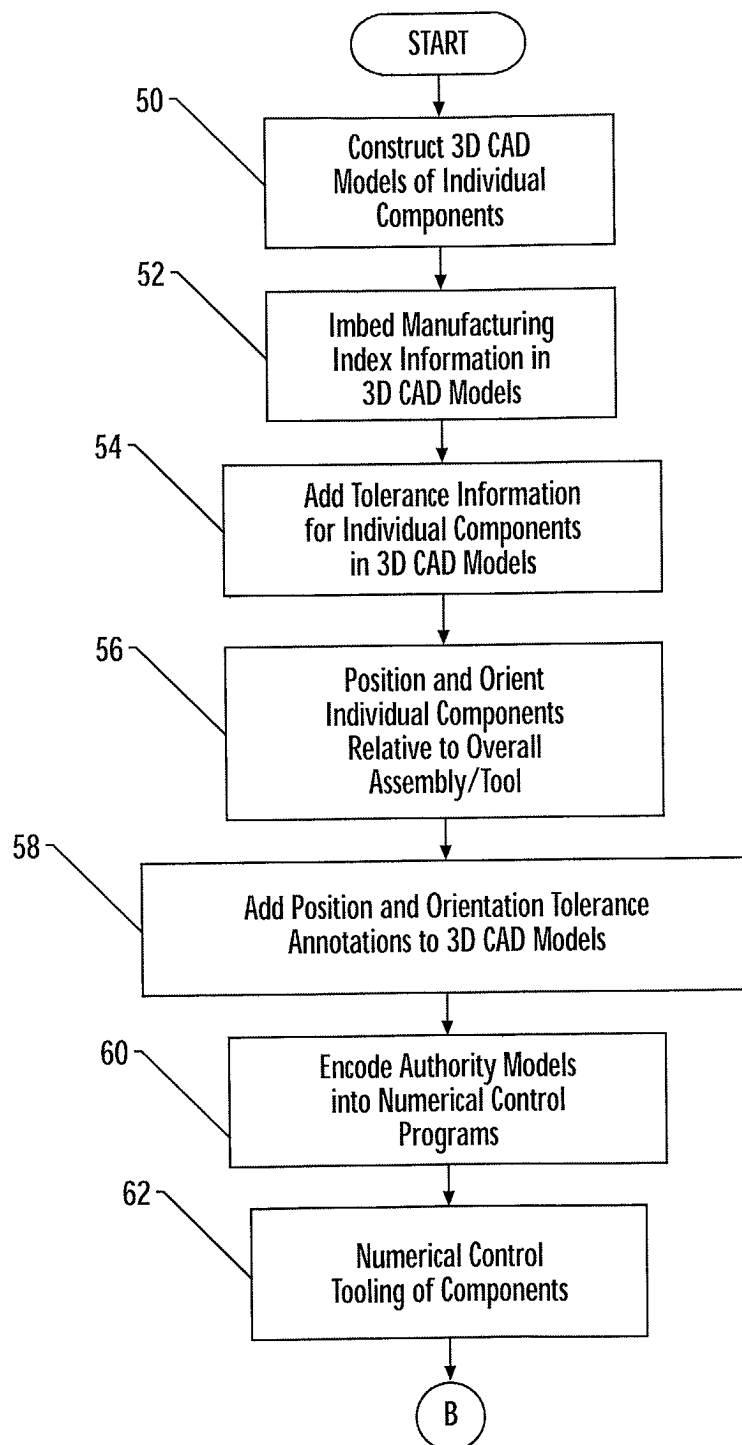 START
50
Construct 3D CAD
Models of Individual
Components
52
Imbed Manufacturing
Index Information in
3D CAD Models
54
Add Tolerance Information
for Individual Components
in 3D CAD Models
56
Position and Orient
Individual Components
Relative to Overall
Assembly/Tool
58
Add Position and Orientation Tolerance
Annotations to 3D CAD Models
60
Encode Authority Models
into Numerical Control
Programs
62
Numerical Control
Tooling of Components
B